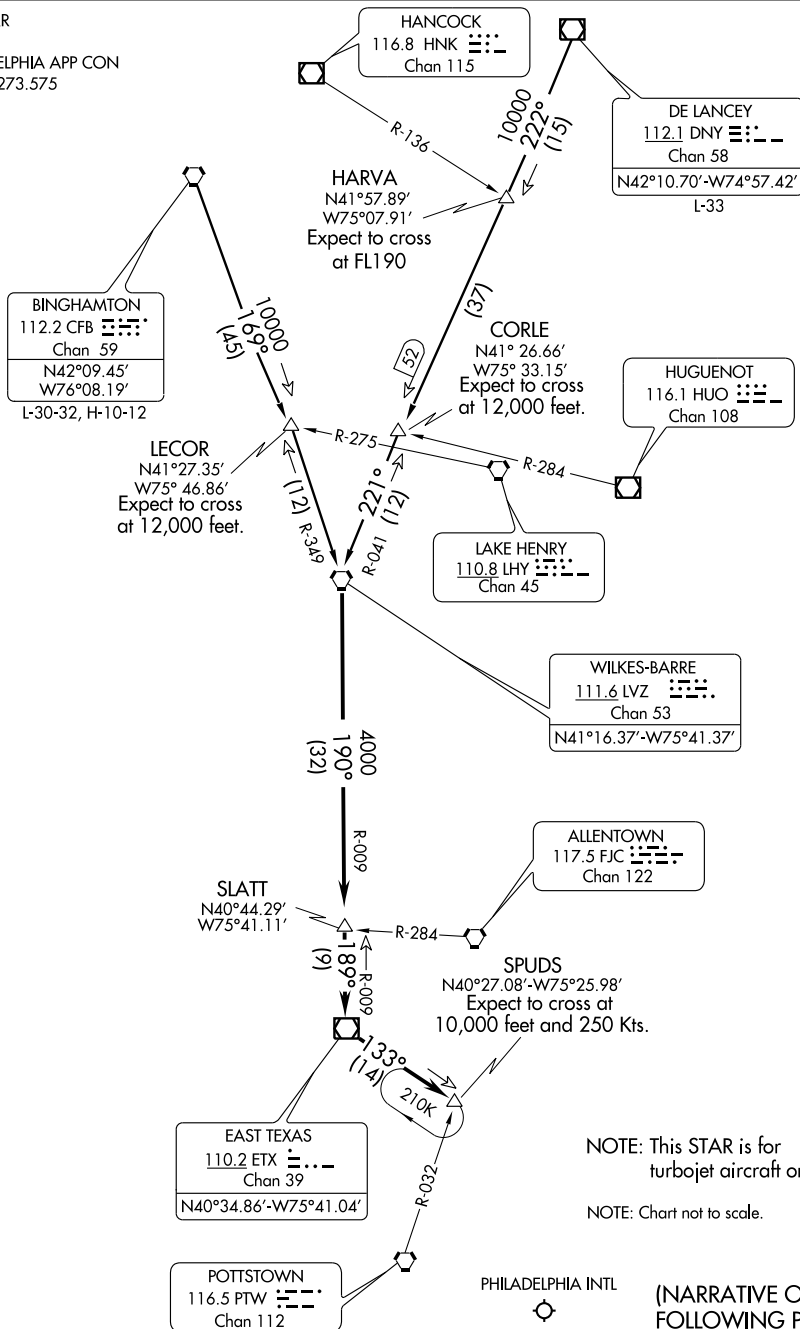 R
ELPHIA APP CON
273.575
HANCOCK
116.8 HNK
Chan 115
DE LANCEY
112.1 DNY
Chan 58
N42°10.70'-W74°57.42'
L-33
R-136
10000
222°
(15)
HARVA
N41°57.89'
W75°07.91'
Expect to cross
at FL190
(37)
52
BINGHAMTON
112.2 CFB
Chan 59
N42°09.45'
W76°08.19'
L-30-32, H-10-12
10000
169°
(45)
CORLE
N41° 26.66'
W75° 33.15'
Expect to cross
at 12,000 feet.
HUGUENOT
116.1 HUO
Chan 108
R-275
R-284
LECOR
N41°27.35'
W75° 46.86'
Expect to cross
at 12,000 feet.
(12)
R-349
221°
(12)
R-041
LAKE HENRY
110.8 LHY
Chan 45
WILKES-BARRE
111.6 LVZ
Chan 53
N41°16.37'-W75°41.37'
4000
190°
(32)
R-009
ALLENTOWN
117.5 FJC
Chan 122
SLATT
N40°44.29'
W75°41.11'
R-284
189°
(9)
R-009
SPUDS
N40°27.08'-W75°25.98'
Expect to cross at
10,000 feet and 250 Kts.
133°
(14)
210K
EAST TEXAS
110.2 ETX
Chan 39
N40°34.86'-W75°41.04'
R-032
NOTE: This STAR is for
turbojet aircraft
NOTE: Chart not to scale.
POTTSTOWN
116.5 PTW
Chan 112
PHILADELPHIA INTL
(NARRATIVE O
FOLLOWING P